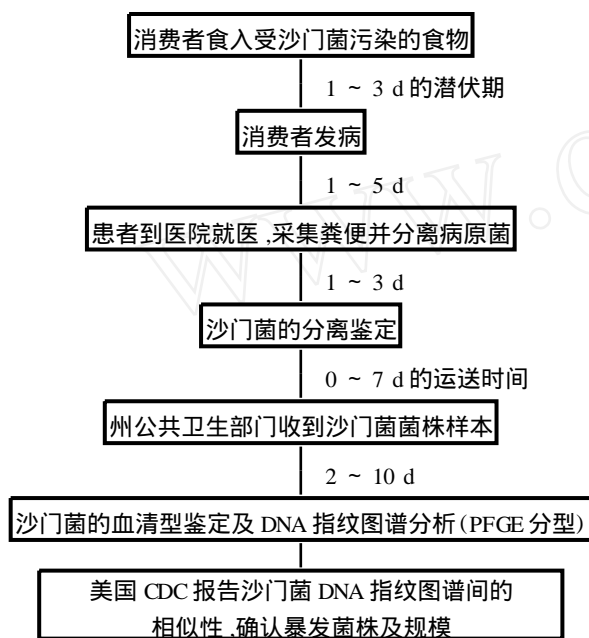 消费者食入受沙门菌污染的食物
1 ~ 3 d 的潜伏期
消费者发病
1 ~ 5 d
患者到医院就医 ,采集粪便并分离病原菌
1 ~ 3 d
沙门菌的分离鉴定
0 ~ 7 d 的运送时间
州公共卫生部门收到沙门菌菌株样本
2 ~ 10 d
沙门菌的血清型鉴定及 DNA 指纹图谱分析 (PFGE 分型)
美国 CDC 报告沙门菌 DNA 指纹图谱间的
相似性 ,确认暴发菌株及规模
www.c